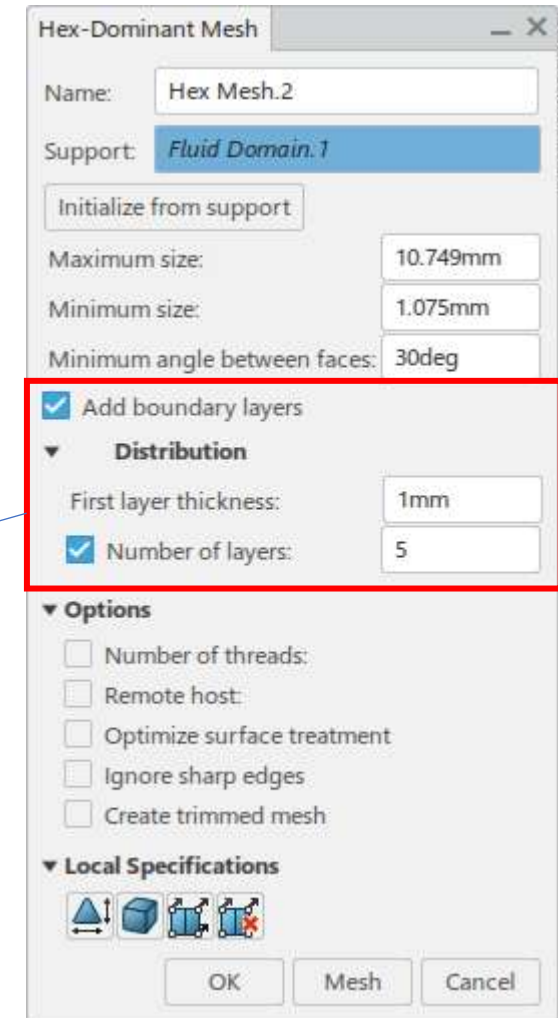 Hex-Dominant Mesh
Name: Hex Mesh.2
Support: Fluid Domain.1
Initialize from support
Maximum size: 10.749mm
Minimum size: 1.075mm
Minimum angle between faces: 30deg
Add boundary layers
Distribution
First layer thickness: 1mm
Number of layers: 5
Options
Number of threads:
Remote host:
Optimize surface treatment
Ignore sharp edges
Create trimmed mesh
Local Specifications
OK Mesh Cancel